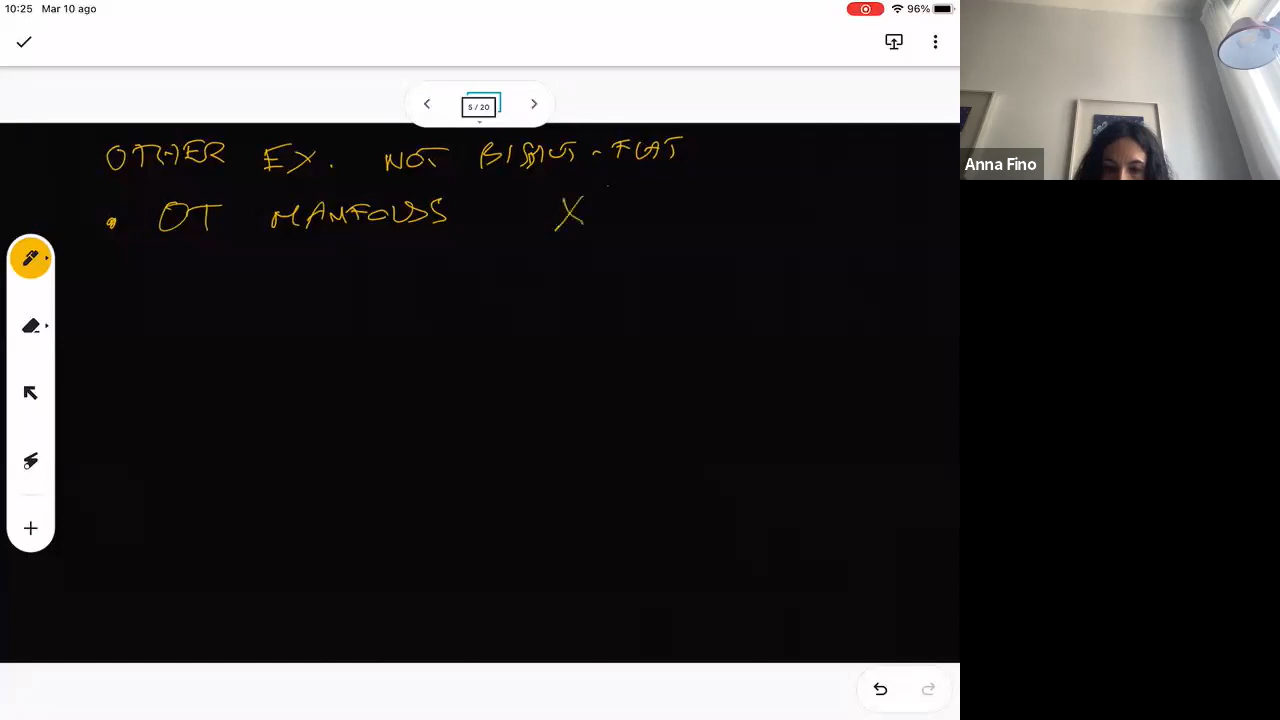 10:25 Mar 10 ago 96%
5 / 20
OTHER EX. NOT BISMUT-FLAT
• OT MANIFOLDS X
Anna Fino